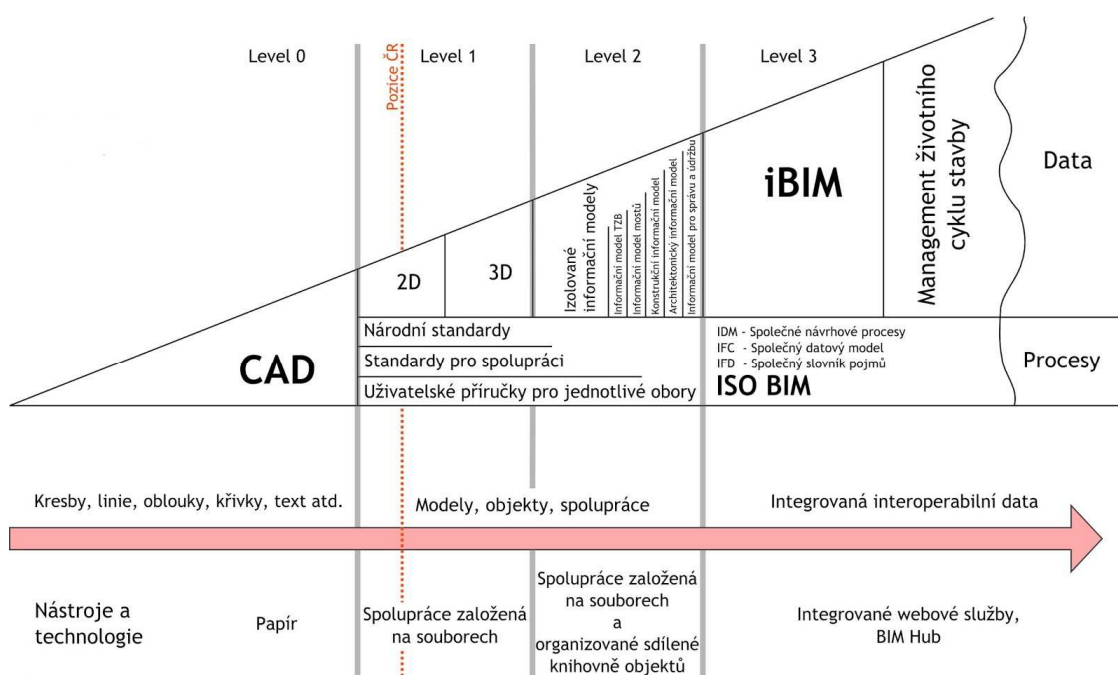 Level 0
Level 1
Level 2
Level 3
Pozice ČR
2D
3D
Izolované
informační modely
Informační model TZB
Informační model mostů
Konstrukční informační model
Architektonický informační model
Informační model pro správu a údržbu
iBIM
Management životního
cyklu stavby
Data
CAD
Národní standardy
Standardy pro spolupráci
Uživatelské příručky pro jednotlivé obory
IDM - Společné návrhové procesy
IFC - Společný datový model
IFD - Společný slovník pojmů
ISO BIM
Procesy
Kresby, linie, oblouky, křivky, text atd.
Modely, objekty, spolupráce
Integrovaná interoperabilní data
Nástroje a
technologie
Papír
Spolupráce založená
na souborech
Spolupráce založená
na souborech
a
organizované sdílené
knihovně objektů
Integrované webové služby,
BIM Hub